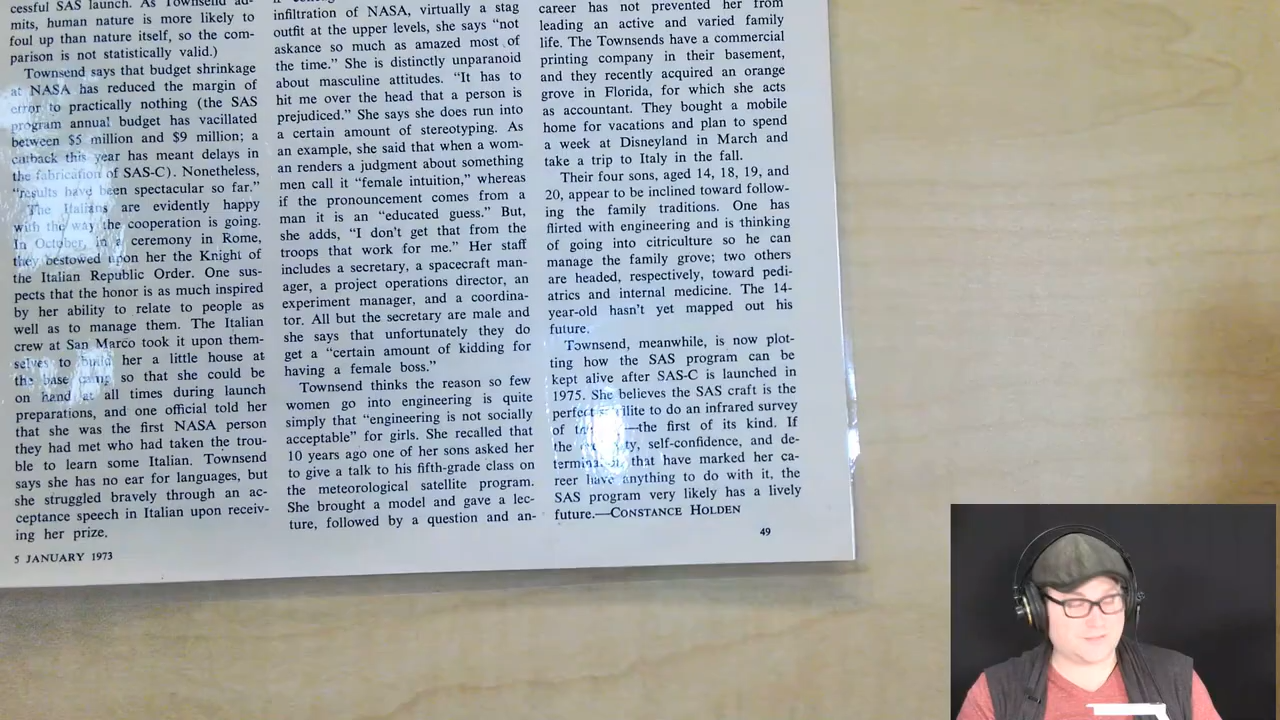 cessful SAS launch. As Townsend ad-
mits, human nature is more likely to
foul up than nature itself, so the com-
parison is not statistically valid.)
Townsend says that budget shrinkage
at NASA has reduced the margin of
error to practically nothing (the SAS
program annual budget has vacillated
between $5 million and $9 million; a
cutback this year has meant delays in
the fabrication of SAS-C). Nonetheless,
"results have been spectacular so far."
The Italians are evidently happy
with the way the cooperation is going.
In October, in a ceremony in Rome,
they bestowed upon her the Knight of
the Italian Republic Order. One sus-
pects that the honor is as much inspired
by her ability to relate to people as
well as to manage them. The Italian
crew at San Marco took it upon them-
selves to build her a little house at
the base camp so that she could be
on hand at all times during launch
preparations, and one official told her
that she was the first NASA person
they had met who had taken the trou-
ble to learn some Italian. Townsend
says she has no ear for languages, but
she struggled bravely through an ac-
ceptance speech in Italian upon receiv-
ing her prize.
infiltration of NASA, virtually a stag
outfit at the upper levels, she says "not
askance so much as amazed most of
the time." She is distinctly unparanoid
about masculine attitudes. "It has to
hit me over the head that a person is
prejudiced." She says she does run into
a certain amount of stereotyping. As
an example, she said that when a wom-
an renders a judgment about something
men call it "female intuition," whereas
if the pronouncement comes from a
man it is an "educated guess." But,
she adds, "I don't get that from the
troops that work for me." Her staff
includes a secretary, a spacecraft man-
ager, a project operations director, an
experiment manager, and a coordina-
tor. All but the secretary are male and
she says that unfortunately they do
get a "certain amount of kidding for
having a female boss."
Townsend thinks the reason so few
women go into engineering is quite
simply that "engineering is not socially
acceptable" for girls. She recalled that
10 years ago one of her sons asked her
to give a talk to his fifth-grade class on
the meteorological satellite program.
She brought a model and gave a lec-
ture, followed by a question and an-
career has not prevented her from
leading an active and varied family
life. The Townsends have a commercial
printing company in their basement,
and they recently acquired an orange
grove in Florida, for which she acts
as accountant. They bought a mobile
home for vacations and plan to spend
a week at Disneyland in March and
take a trip to Italy in the fall.
Their four sons, aged 14, 18, 19, and
20, appear to be inclined toward follow-
ing the family traditions. One has
flirted with engineering and is thinking
of going into citriculture so he can
manage the family grove; two others
are headed, respectively, toward pedi-
atrics and internal medicine. The 14-
year-old hasn't yet mapped out his
future.
Townsend, meanwhile, is now plot-
ting how the SAS program can be
kept alive after SAS-C is launched in
1975. She believes the SAS craft is the
perfect satellite to do an infrared survey
of —the first of its kind. If
the self-confidence, and de-
termination that have marked her ca-
reer have anything to do with it, the
SAS program very likely has a lively
future.—CONSTANCE HOLDEN
5 JANUARY 1973
49